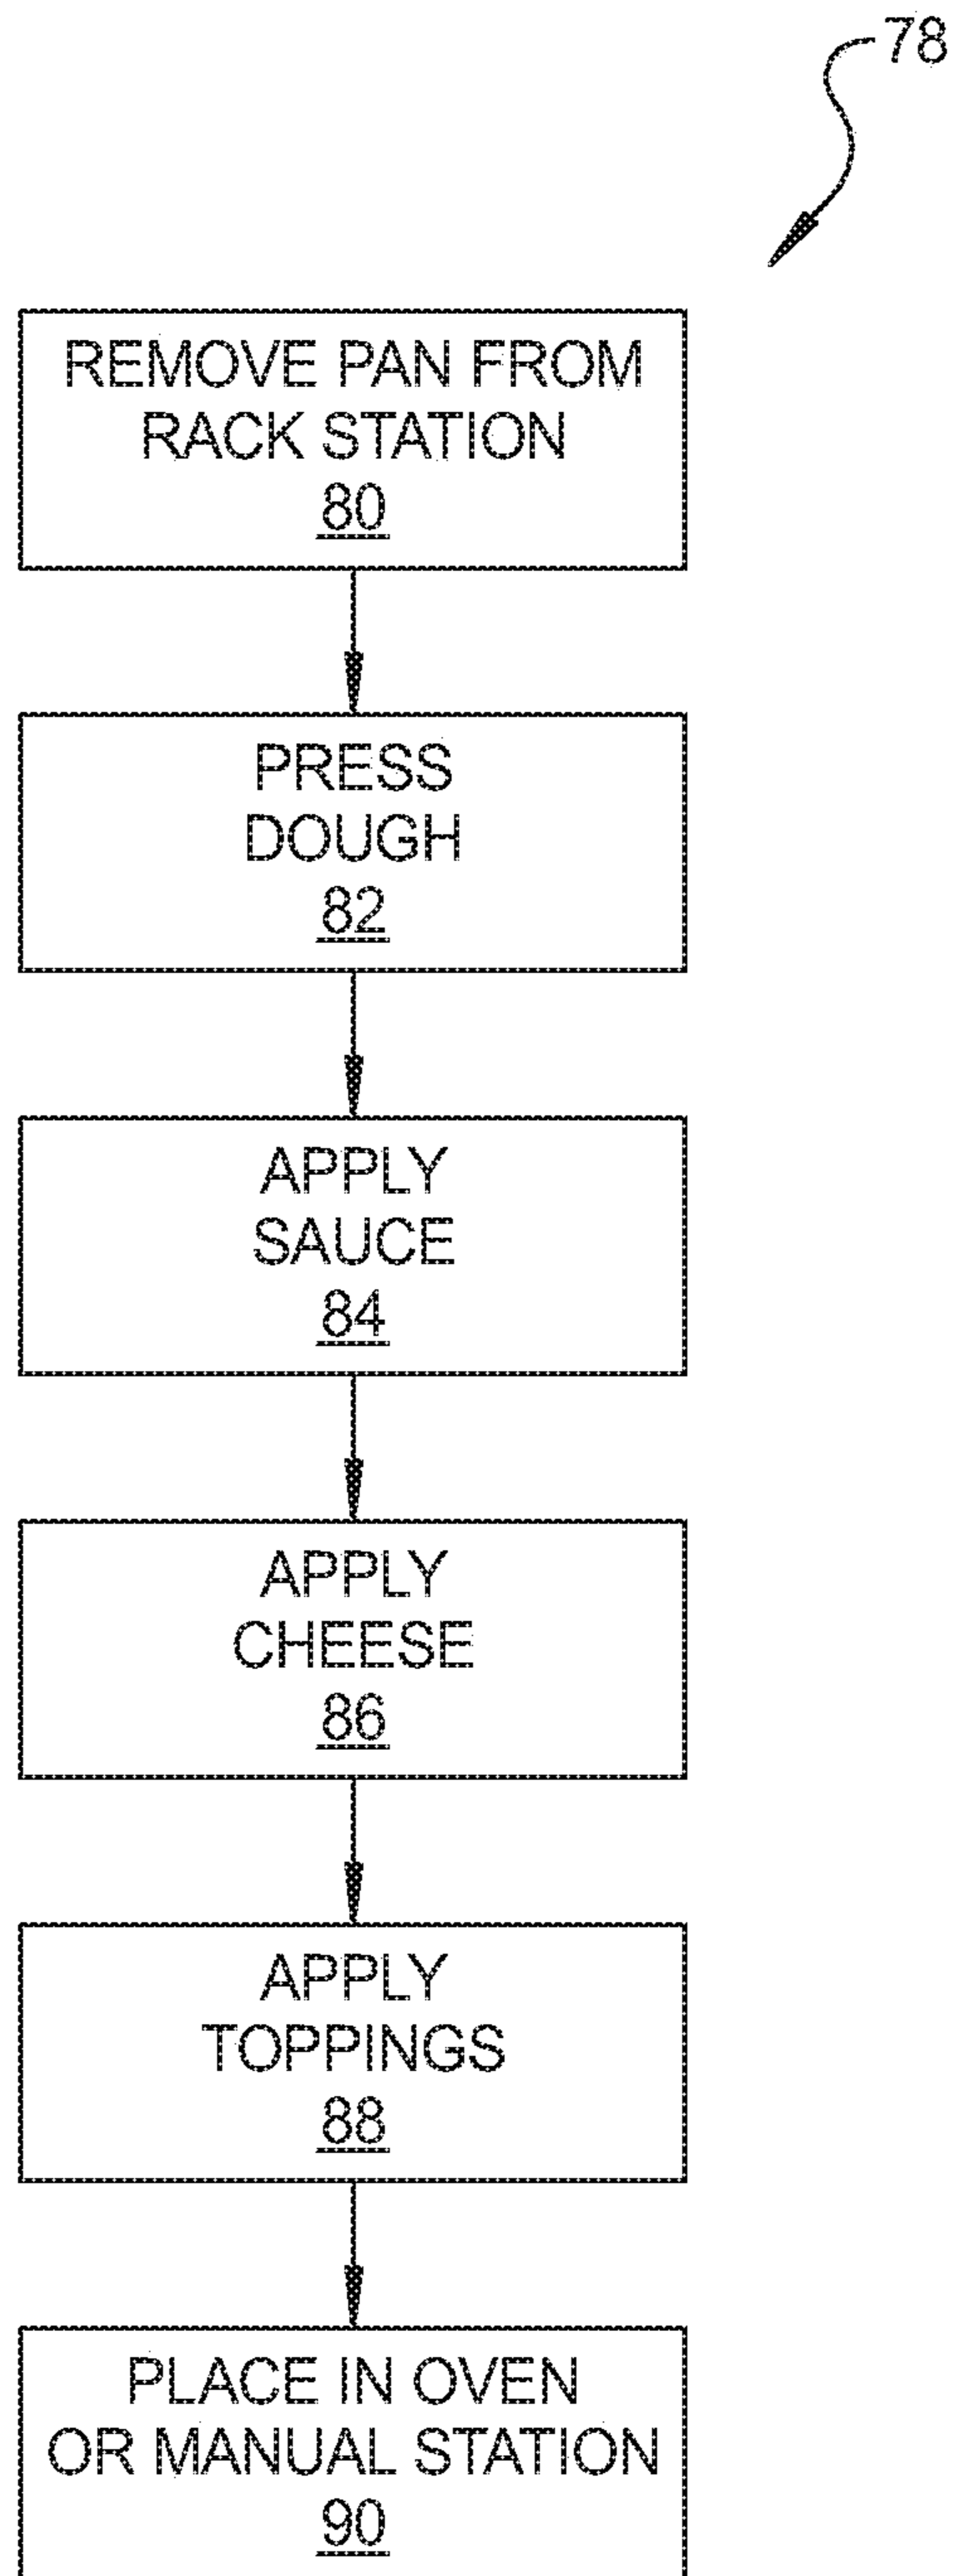 78
REMOVE PAN FROM
RACK STATION
80
PRESS
DOUGH
82
APPLY
SAUCE
84
APPLY
CHEESE
86
APPLY
TOPPINGS
88
PLACE IN OVEN
OR MANUAL STATION
90